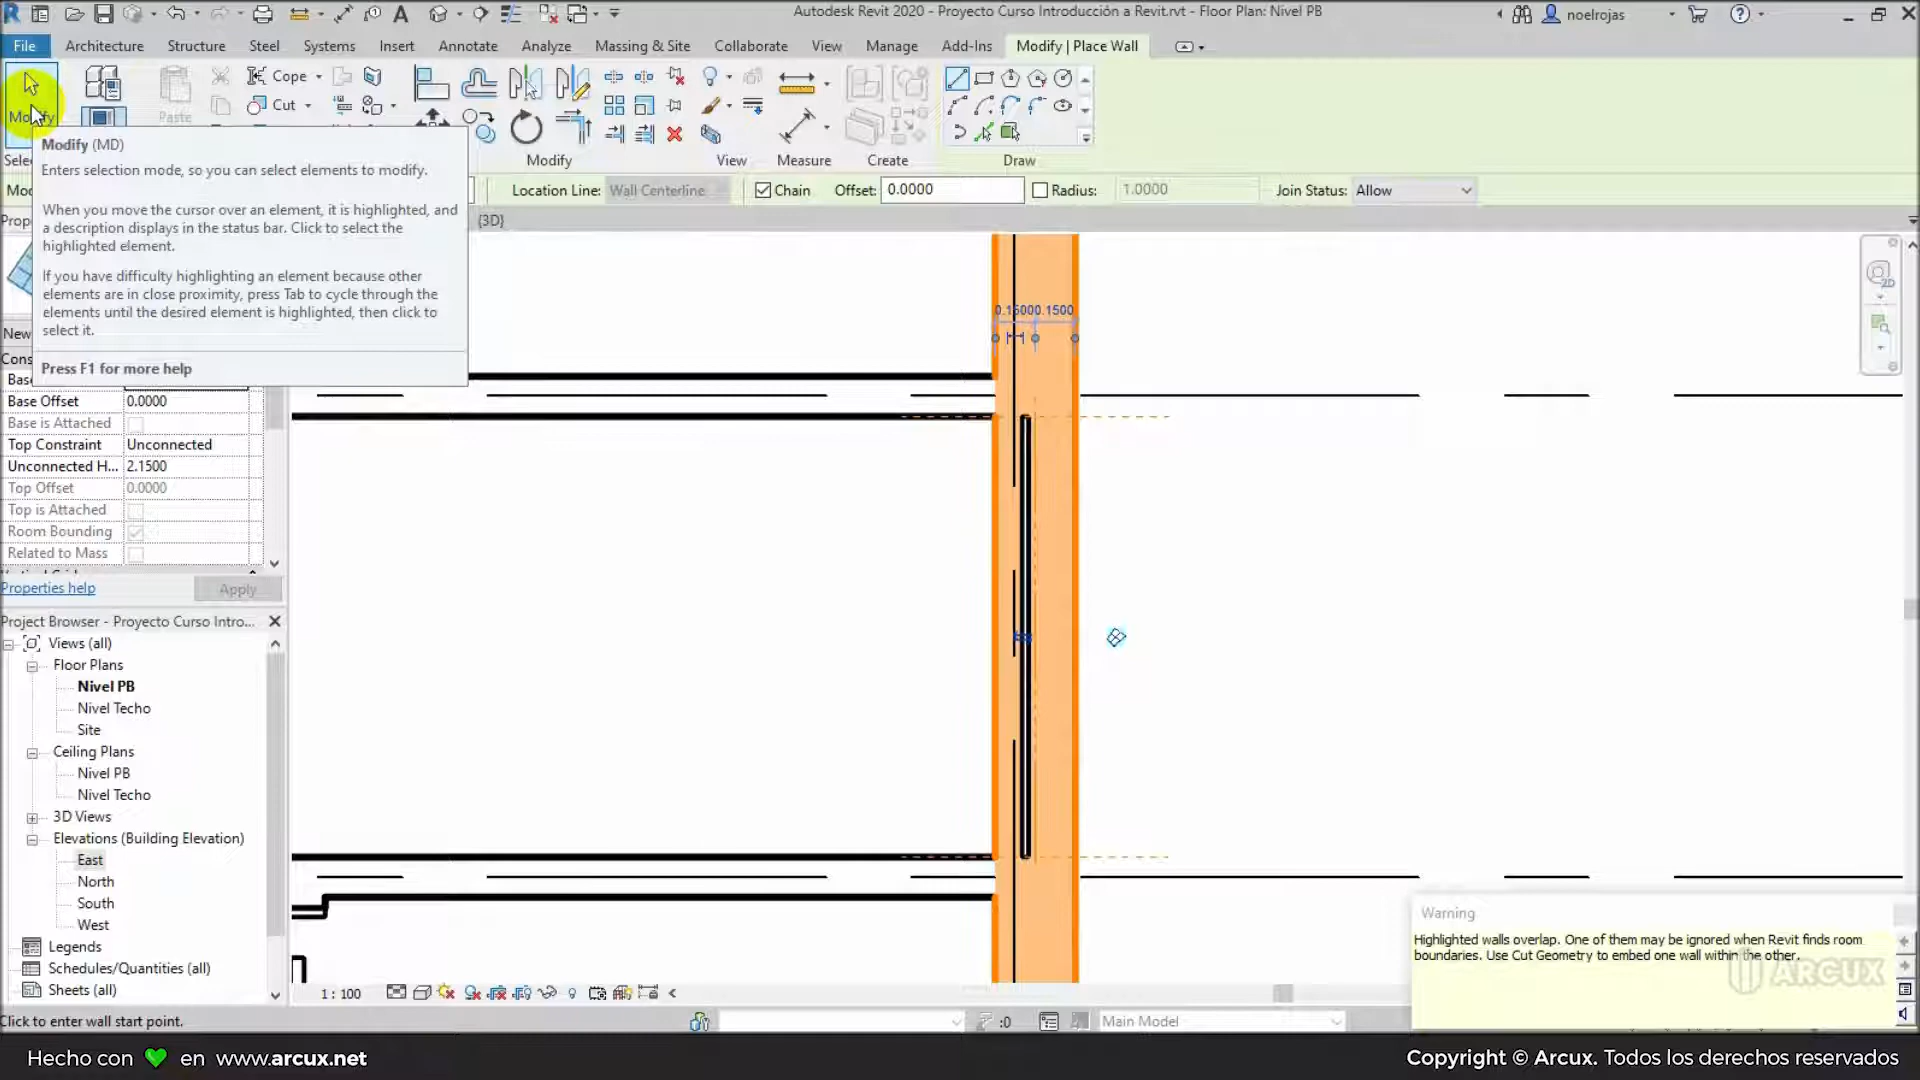 Autodesk Revit 2020 - Proyecto Curso Introducción a Revit.rvt - Floor Plan: Nivel PB
noelrojas
File
Architecture
Structure
Steel
Systems
Insert
Annotate
Analyze
Massing & Site
Collaborate
View
Manage
Add-Ins
Modify | Place Wall
Modify
Paste
Cope
Cut
Modify
View
Measure
Create
Draw
Location Line:
Wall Centerline
Chain
Offset:
0.0000
Radius:
1.0000
Join Status:
Allow
(3D)
Modify (MD)
Enters selection mode, so you can select elements to modify.
When you move the cursor over an element, it is highlighted, and
a description displays in the status bar. Click to select the
highlighted element.
If you have difficulty highlighting an element because other
elements are in close proximity, press Tab to cycle through the
elements until the desired element is highlighted, then click to
select it.
Press F1 for more help
New
Base Offset
0.0000
Base is Attached
Top Constraint
Unconnected
Unconnected H...
2.1500
Top Offset
0.0000
Top is Attached
Room Bounding
Related to Mass
Properties help
Apply
Project Browser - Proyecto Curso Intro...
Views (all)
Floor Plans
Nivel PB
Nivel Techo
Site
Ceiling Plans
Nivel PB
Nivel Techo
3D Views
Elevations (Building Elevation)
East
North
South
West
Legends
Schedules/Quantities (all)
Sheets (all)
0.1500
1 : 100
Warning
Highlighted walls overlap. One of them may be ignored when Revit finds room
boundaries. Use Cut Geometry to embed one wall within the other.
ARCUX
Click to enter wall start point.
:0
Main Model
Hecho con en www.arcux.net
Copyright © Arcux. Todos los derechos reservados